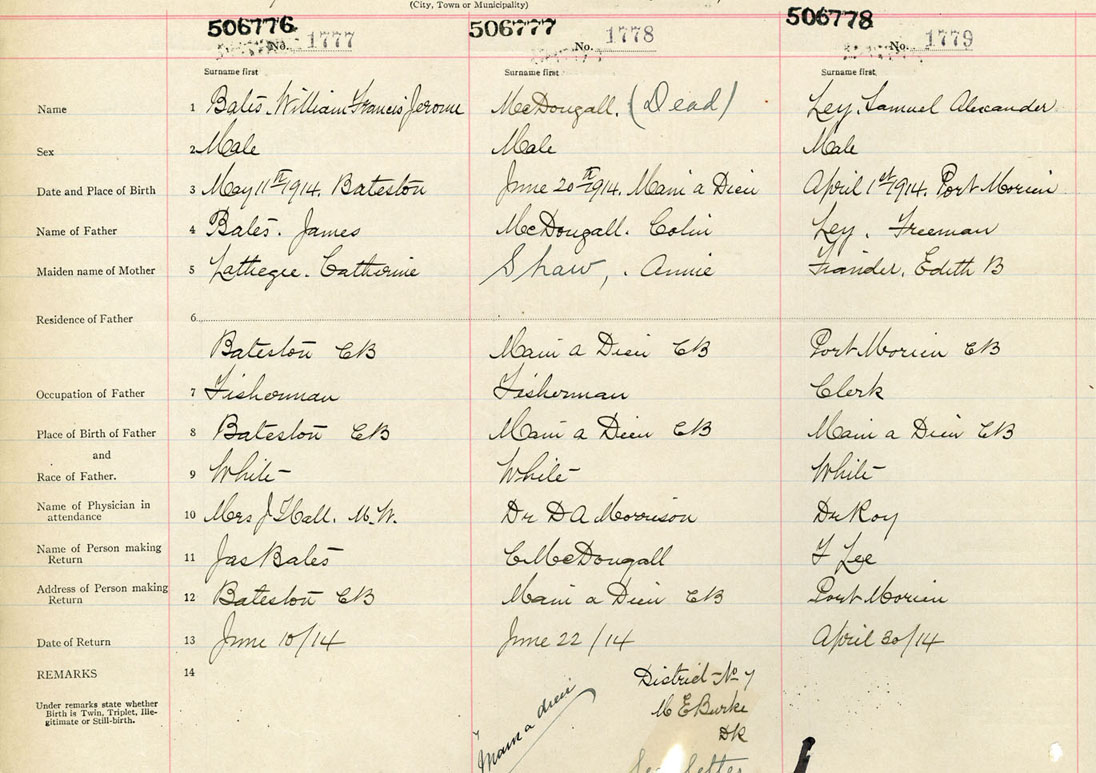 (City, Town or Municipality)
506776 506777 506778
No. 1777 No. 1778 No. 1779
Surname first Surname first Surname first
Name 1 Bates. William Francis Jerome McDougall. (Dead) Ley. Samuel Alexander
Sex 2 Male Male Male
Date and Place of Birth 3 May 11th 1914. Bateston June 20th 1914. Main a Dieu April 1st 1914. Port Morien
Name of Father 4 Bates. James McDougall. Colin Ley. Freeman
Maiden name of Mother 5 Catherine Shaw, . Annie Edith B
Residence of Father 6
Bateston CB Main a Dieu CB Port Morien CB
Occupation of Father 7 Fisherman Fisherman Clerk
Place of Birth of Father 8 Bateston CB Main a Dieu CB Main a Dieu CB
and
Race of Father. 9 White White White
Name of Physician in
attendance 10 Mrs J Hall. M.W. Dr D A Morrison Dr Roy
Name of Person making
Return 11 Jas Bates C McDougall F Lee
Address of Person making
Return 12 Bateston CB Main a Dieu CB Port Morien
Date of Return 13 June 10/14 June 22/14 April 30/14
REMARKS 14 District No 7
Under remarks state whether
Birth is Twin, Triplet, Ille-
gitimate or Still-birth.
M E Burke
DR
Main a dieu
Letter